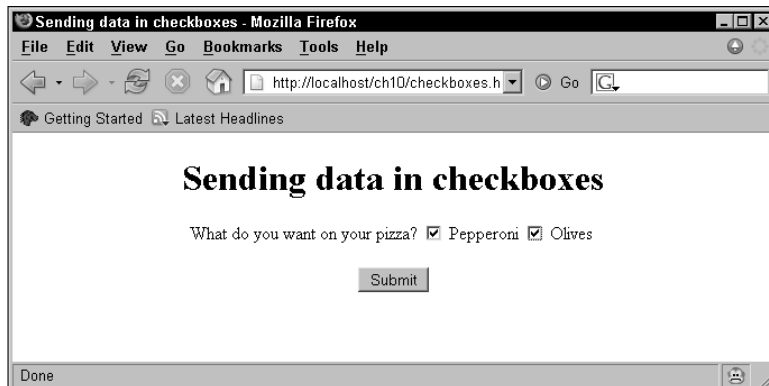 Sending data in checkboxes - Mozilla Firefox
File Edit View Go Bookmarks Tools Help
http://localhost/ch10/checkboxes.h Go G
Getting Started Latest Headlines
Sending data in checkboxes
What do you want on your pizza? Pepperoni Olives
Submit
Done